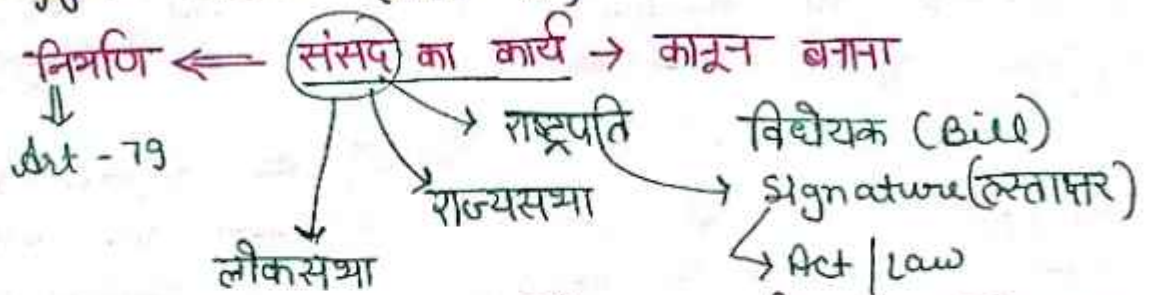 निर्माण ⇐ संसद का कार्य → कानून बनाना
Art - 79
राष्ट्रपति विधेयक (Bill)
राज्यसभा Signature (हस्ताक्षर)
लोकसभा Act | Law